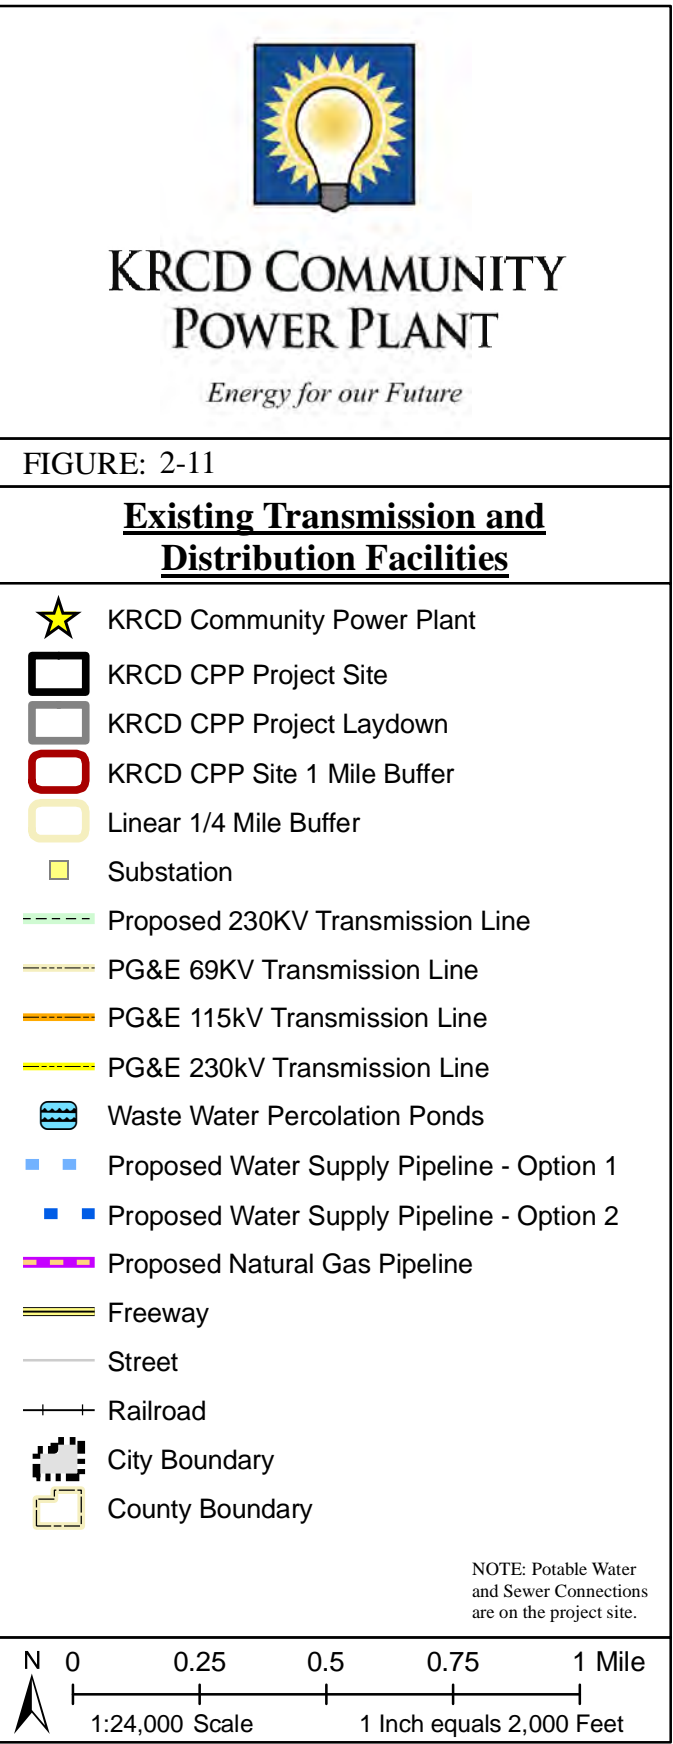 KRCD COMMUNITY
POWER PLANT
Energy for our Future
FIGURE: 2-11
Existing Transmission and
Distribution Facilities
KRCD Community Power Plant
KRCD CPP Project Site
KRCD CPP Project Laydown
KRCD CPP Site 1 Mile Buffer
Linear 1/4 Mile Buffer
Substation
Proposed 230KV Transmission Line
PG&E 69KV Transmission Line
PG&E 115kV Transmission Line
PG&E 230kV Transmission Line
Waste Water Percolation Ponds
Proposed Water Supply Pipeline - Option 1
Proposed Water Supply Pipeline - Option 2
Proposed Natural Gas Pipeline
Freeway
Street
Railroad
City Boundary
County Boundary
NOTE: Potable Water
and Sewer Connections
are on the project site.
N 0 0.25 0.5 0.75 1 Mile
1:24,000 Scale 1 Inch equals 2,000 Feet